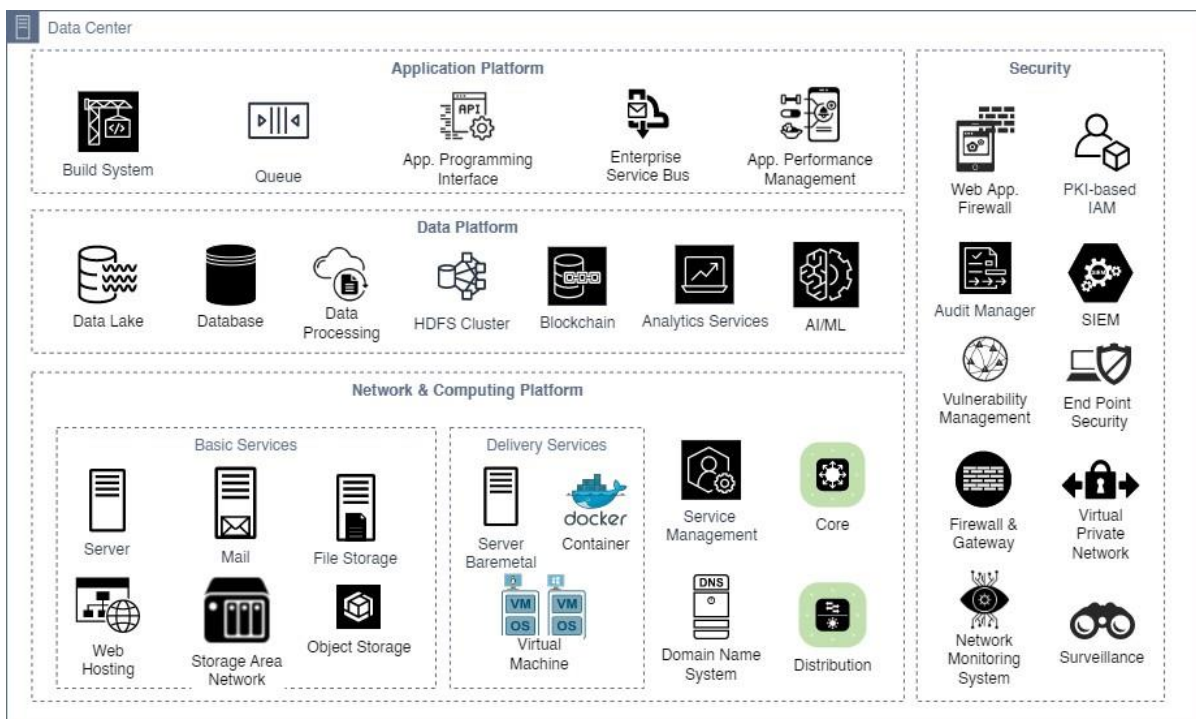 Data Center
Application Platform
Build System
Queue
API
App. Programming
Interface
Enterprise
Service Bus
App. Performance
Management
Data Platform
Data Lake
Database
Data
Processing
HDFS Cluster
Blockchain
Analytics Services
AI/ML
Network & Computing Platform
Basic Services
Server
Mail
File Storage
Web
Hosting
Storage Area
Network
Object Storage
Delivery Services
Server
Baremetal
docker
Container
VM
OS
VM
OS
Virtual
Machine
Service
Management
Core
DNS
Domain Name
System
Distribution
Security
Web App.
Firewall
PKI-based
IAM
Audit Manager
SIEM
SIEM
Vulnerability
Management
End Point
Security
Firewall &
Gateway
Virtual
Private
Network
Network
Monitoring
System
Surveillance